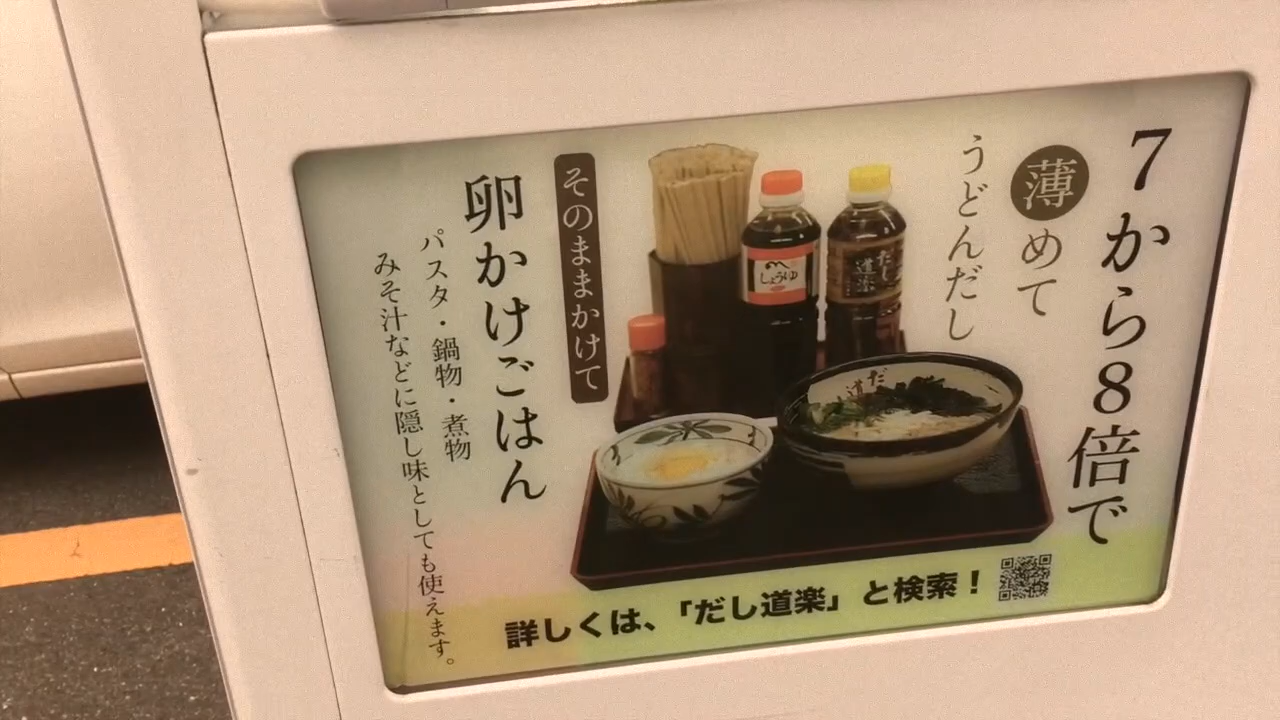 7から8倍で
薄めて
うどんだし
そのままかけて
卵かけごはん
パスタ・鍋物・煮物
みそ汁などに隠し味としても使えます。
しょうゆ
だし
道楽
だし
道
詳しくは、「だし道楽」と検索！